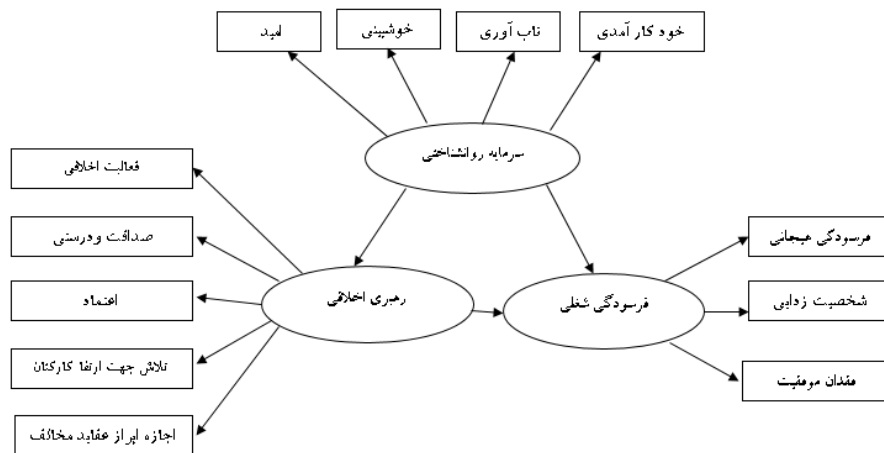 امید
خوشبینی
تاب آوری
خود کار آمدی
سرمایه روانشناختی
فعالیت اخلاقی
صداقت و درستی
اعتماد
تلاش جهت ارتقا کارکنان
اجازه ابراز عقاید مخالف
رهبری اخلاقی
فرسودگی شغلی
فرسودگی هیجانی
شخصیت زدایی
فقدان موفقیت